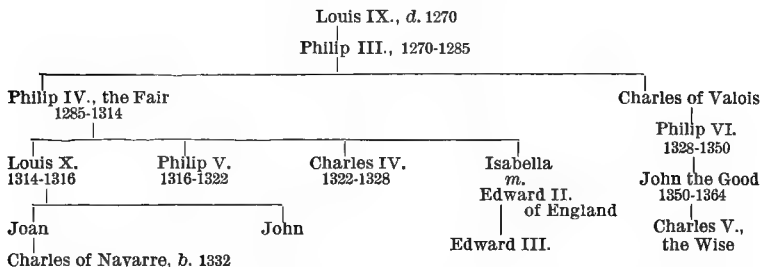 Louis IX., d. 1270
Philip III., 1270-1285
Philip IV., the Fair
1285-1314
Charles of Valois
Philip VI.
1328-1350
Louis X.
1314-1316
Philip V.
1316-1322
Charles IV.
1322-1328
Isabella
m.
Edward II.
of England
John the Good
1350-1364
Joan
John
Edward III.
Charles V.,
the Wise
Charles of Navarre, b. 1332